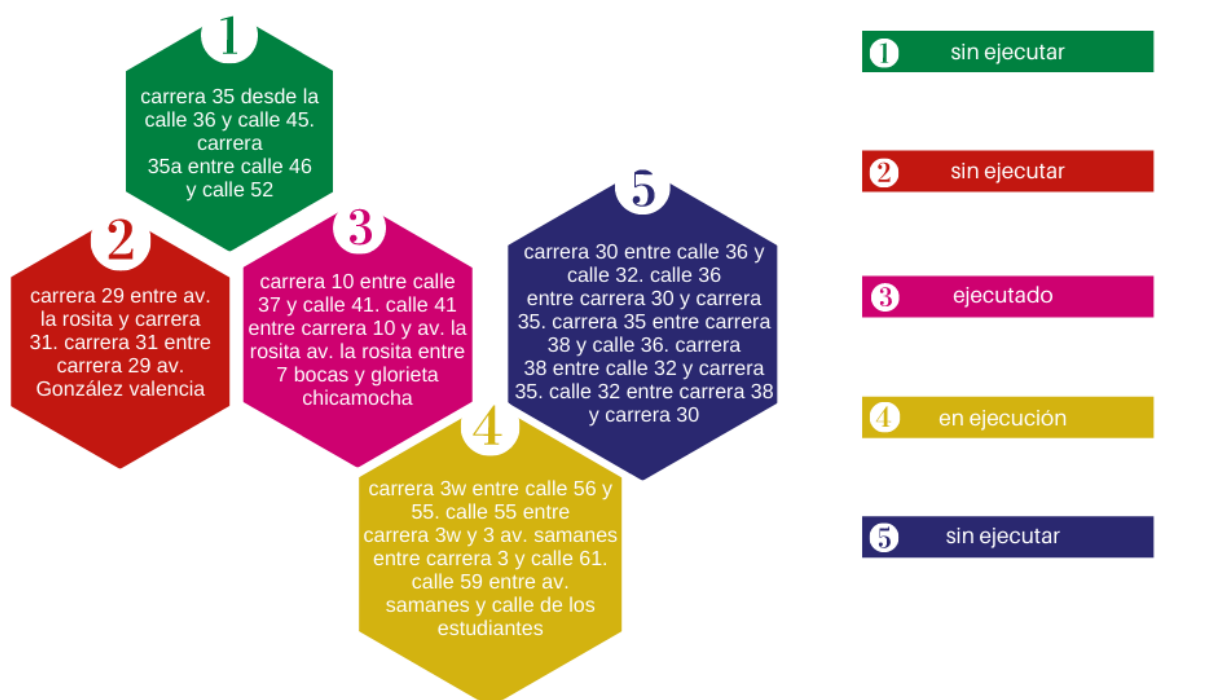 1
carrera 35 desde la
calle 36 y calle 45.
carrera
35a entre calle 46
y calle 52
2
carrera 29 entre av.
la rosita y carrera
31. carrera 31 entre
carrera 29 av.
González valencia
3
carrera 10 entre calle
37 y calle 41. calle 41
entre carrera 10 y av. la
rosita av. la rosita entre
7 bocas y glorieta
chicamocha
4
carrera 3w entre calle 56 y
55. calle 55 entre
carrera 3w y 3 av. samanes
entre carrera 3 y calle 61.
calle 59 entre av.
samanes y calle de los
estudiantes
5
carrera 30 entre calle 36 y
calle 32. calle 36
entre carrera 30 y carrera
35. carrera 35 entre carrera
38 y calle 36. carrera
38 entre calle 32 y carrera
35. calle 32 entre carrera 38
y carrera 30
1 sin ejecutar
2 sin ejecutar
3 ejecutado
4 en ejecución
5 sin ejecutar